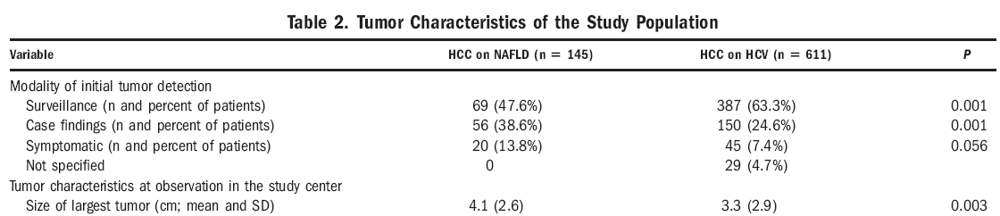 Table 2. Tumor Characteristics of the Study Population
Variable HCC on NAFLD (n = 145) HCC on HCV (n = 611) P
Modality of initial tumor detection
Surveillance (n and percent of patients) 69 (47.6%) 387 (63.3%) 0.001
Case findings (n and percent of patients) 56 (38.6%) 150 (24.6%) 0.001
Symptomatic (n and percent of patients) 20 (13.8%) 45 (7.4%) 0.056
Not specified 0 29 (4.7%)
Tumor characteristics at observation in the study center
Size of largest tumor (cm; mean and SD) 4.1 (2.6) 3.3 (2.9) 0.003